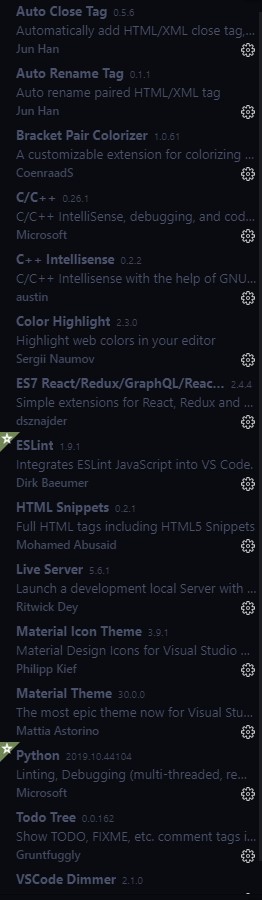 Auto Close Tag 0.5.6
Automatically add HTML/XML close tag,...
Jun Han
Auto Rename Tag 0.1.1
Auto rename paired HTML/XML tag
Jun Han
Bracket Pair Colorizer 1.0.61
A customizable extension for colorizing ...
CoenraadS
C/C++ 0.26.1
C/C++ IntelliSense, debugging, and cod...
Microsoft
C++ Intellisense 0.2.2
C/C++ Intellisense with the help of GNU...
austin
Color Highlight 2.3.0
Highlight web colors in your editor
Sergii Naumov
ES7 React/Redux/GraphQL/Reac... 2.4.4
Simple extensions for React, Redux and ...
dsznajder
ESLint 1.9.1
Integrates ESLint JavaScript into VS Code.
Dirk Baeumer
HTML Snippets 0.2.1
Full HTML tags including HTML5 Snippets
Mohamed Abusaid
Live Server 5.6.1
Launch a development local Server with ...
Ritwick Dey
Material Icon Theme 3.9.1
Material Design Icons for Visual Studio ...
Philipp Kief
Material Theme 30.0.0
The most epic theme now for Visual Stu...
Mattia Astorino
Python 2019.10.44104
Linting, Debugging (multi-threaded, re...
Microsoft
Todo Tree 0.0.162
Show TODO, FIXME, etc. comment tags i...
Gruntfuggly
VSCode Dimmer 2.1.0